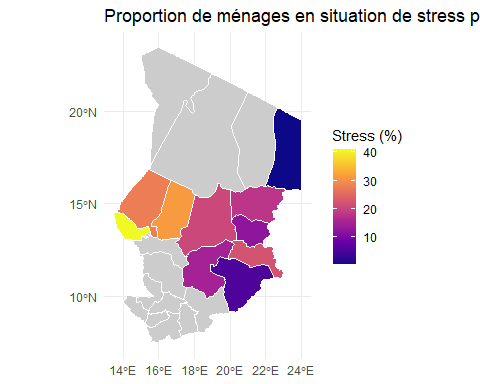 Proportion de ménages en situation de stress p
20°N
15°N
10°N
14°E 16°E 18°E 20°E 22°E 24°E
Stress (%)
40
30
20
10